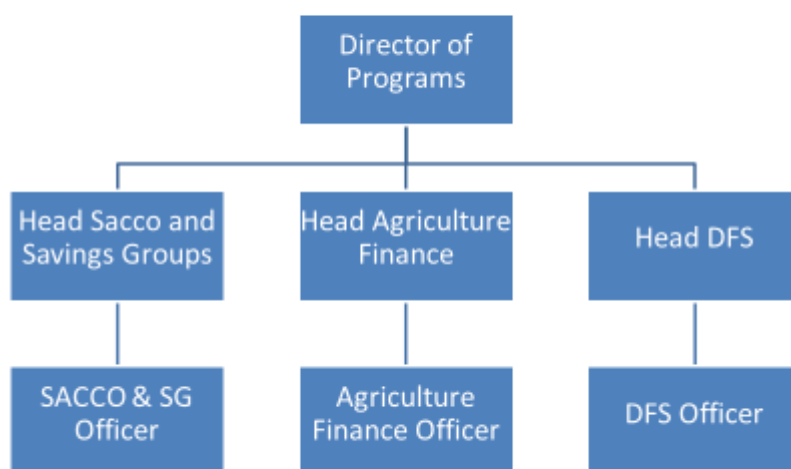 Director of
Programs
Head Sacco and
Savings Groups
Head Agriculture
Finance
Head DFS
SACCO & SG
Officer
Agriculture
Finance Officer
DFS Officer